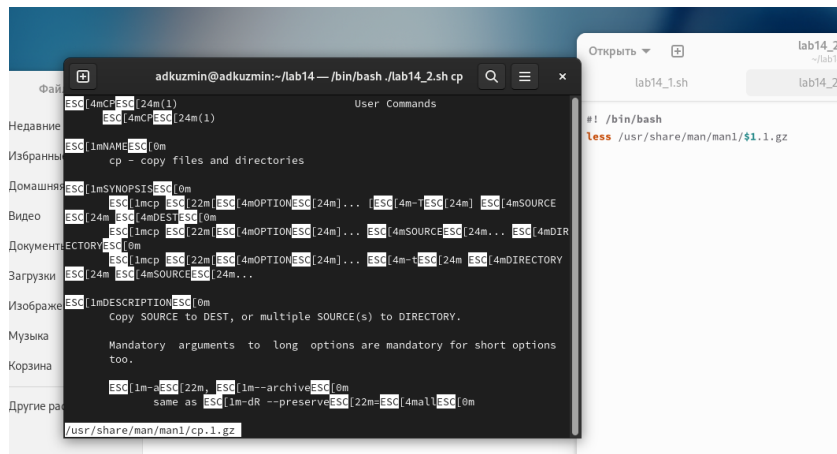 Файл
Недавние
Избранные
Домашняя
Видео
Документы
Загрузки
Изображе
Музыка
Корзина
Другие рас
adkuzmin@adkuzmin:~/lab14 — /bin/bash ./lab14_2.sh cp
ESC[4mCPESC[24m(1) User Commands
ESC[4mCPESC[24m(1)
ESC[1mNAMEESC[0m
cp - copy files and directories
ESC[1mSYNOPSISESC[0m
ESC[1mcp ESC[22m[ESC[4mOPTIONESC[24m]... [ESC[4m-TESC[24m] ESC[4mSOURCE
ESC[24m ESC[4mDESTESC[0m
ESC[1mcp ESC[22m[ESC[4mOPTIONESC[24m]... ESC[4mSOURCEESC[24m... ESC[4mDIR
ECTORYESC[0m
ESC[1mcp ESC[22m[ESC[4mOPTIONESC[24m]... ESC[4m-tESC[24m ESC[4mDIRECTORY
ESC[24m ESC[4mSOURCEESC[24m...
ESC[1mDESCRIPTIONESC[0m
Copy SOURCE to DEST, or multiple SOURCE(s) to DIRECTORY.
Mandatory arguments to long options are mandatory for short options
too.
ESC[1m-aESC[22m, ESC[1m--archiveESC[0m
same as ESC[1m-dR --preserveESC[22m=ESC[4mallESC[0m
/usr/share/man/man1/cp.1.gz
Открыть
lab14_2
~/lab1
lab14_1.sh
lab14_2
#! /bin/bash
less /usr/share/man/man1/$1.1.gz